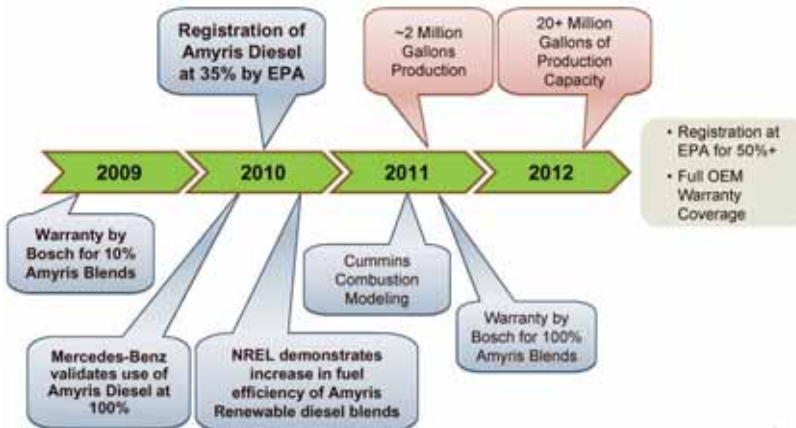 Registration of
Amyris Diesel
at 35% by EPA
~2 Million
Gallons
Production
20+ Million
Gallons of
Production
Capacity
2009
2010
2011
2012
• Registration at
EPA for 50%+
• Full OEM
Warranty
Coverage
Warranty by
Bosch for 10%
Amyris Blends
Mercedes-Benz
validates use of
Amyris Diesel at
100%
NREL demonstrates
increase in fuel
efficiency of Amyris
Renewable diesel blends
Cummins
Combustion
Modeling
Warranty by
Bosch for 100%
Amyris Blends